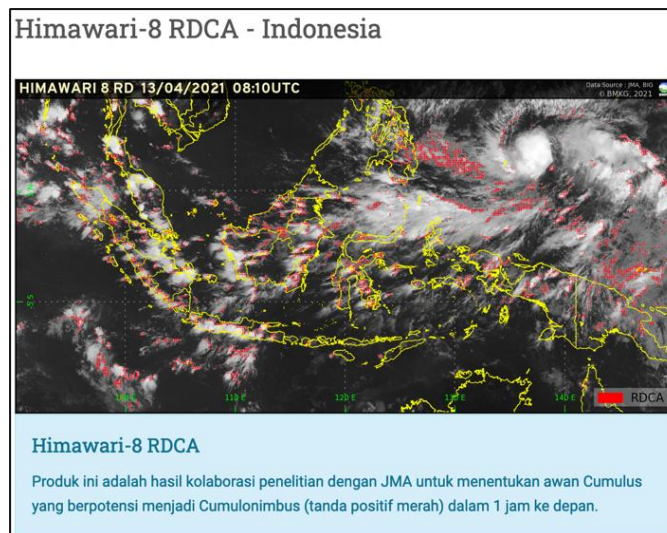 Himawari-8 RDCA - Indonesia
HIMAWARI 8 RD 13/04/2021 08:10UTC
Data Source : JMA, BIG
© BMKG, 2021
5°S
110 E
120 E
130 E
140 E
RDCA
Himawari-8 RDCA
Produk ini adalah hasil kolaborasi penelitian dengan JMA untuk menentukan awan Cumulus
yang berpotensi menjadi Cumulonimbus (tanda positif merah) dalam 1 jam ke depan.